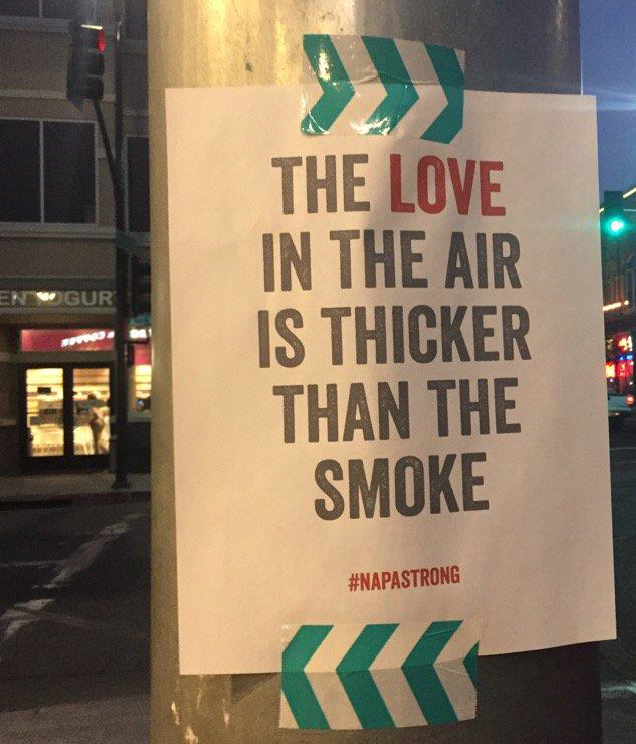 THE LOVE
IN THE AIR
IS THICKER
THAN THE
SMOKE
#NAPASTRONG